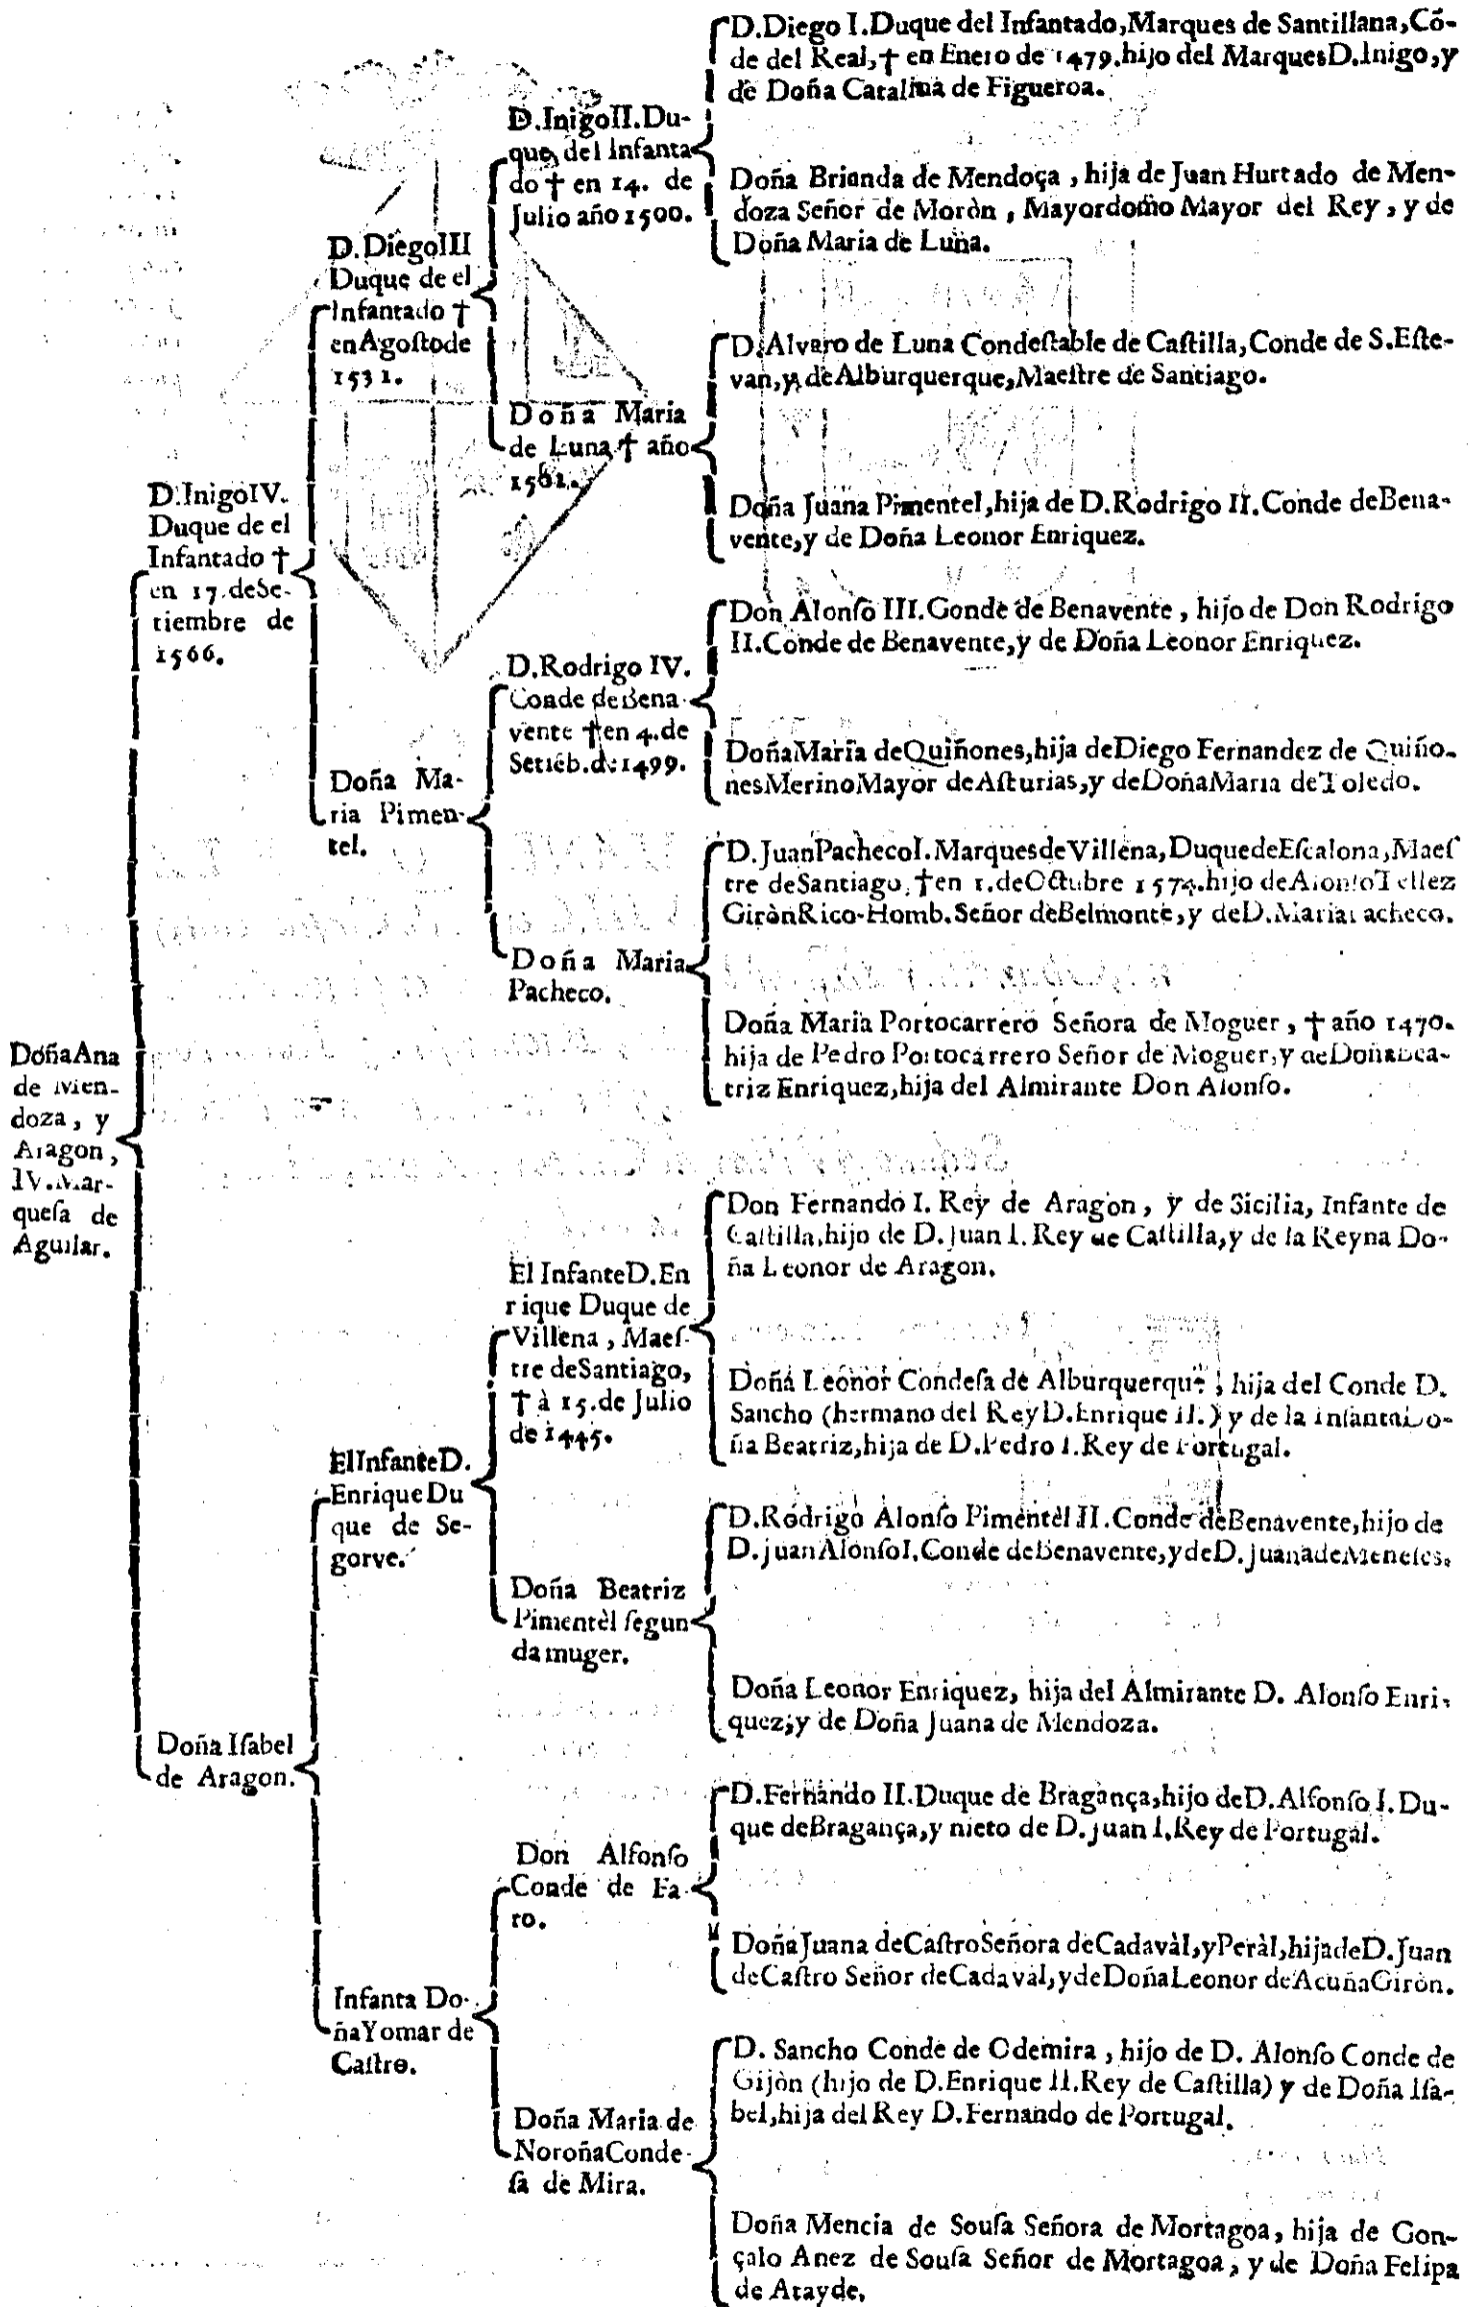 Doña Ana
de Men-
doza, y
Aragon,
IV. Mar-
queſa de
Aguilar.
D. Inigo IV.
Duque de el
Infantado †
en 17. de Se-
tiembre de
1566.
Doña Iſabel
de Aragon.
D. Diego III
Duque de el
Infantado †
en Agoſto de
1531.
Doña Ma-
ria Pimen-
tel.
El Infante D.
Enrique Du
que de Se-
gorve.
Infanta Do-
ña Yomar de
Caſtro.
D. Inigo II. Du-
que del Infanta
do † en 14. de
Julio año 1500.
Doña Maria
de Luna † año
D. Rodrigo IV.
Conde de Bena-
vente † en 4. de
Setiēb. de 1499.
Doña Maria
Pacheco.
El Infante D. En
rique Duque de
Villena, Maeſ-
tre de Santiago,
† à 15. de Julio
de 1445.
Doña Beatriz
Pimentèl ſegun
da muger.
Don Alfonſo
Conde de Fa-
ro.
Doña Maria de
Noroña Conde-
ſa de Mira.
D. Diego I. Duque del Infantado, Marques de Santillana, Cō-
de del Real, † en Enero de 1479. hijo del Marques D. Inigo, y
de Doña Catalina de Figueroa.
Doña Brianda de Mendoça, hija de Juan Hurtado de Men-
doza Señor de Moròn, Mayordomo Mayor del Rey, y de
Doña Maria de Luna.
D. Alvaro de Luna Condeſtable de Caſtilla, Conde de S. Eſte-
van, y de Alburquerque, Maeſtre de Santiago.
Doña Juana Pimentel, hija de D. Rodrigo II. Conde de Bena-
vente, y de Doña Leonor Enriquez.
Don Alonſo III. Conde de Benavente, hijo de Don Rodrigo
II. Conde de Benavente, y de Doña Leonor Enriquez.
Doña Maria de Quiñones, hija de Diego Fernandez de Quiño-
nes Merino Mayor de Aſturias, y de Doña Maria de Toledo.
D. Juan Pacheco I. Marques de Villena, Duque de Eſcalona, Maeſ
tre de Santiago, † en 1. de Octubre 1574. hijo de Alonſo Tellez
Giròn Rico-Homb. Señor de Belmonte, y de D. Maria Pacheco.
Doña Maria Portocarrero Señora de Moguer, † año 1470.
hija de Pedro Portocarrero Señor de Moguer, y de Doña Bea-
triz Enriquez, hija del Almirante Don Alonſo.
Don Fernando I. Rey de Aragon, y de Sicilia, Infante de
Caſtilla, hijo de D. Juan I. Rey de Caſtilla, y de la Reyna Do-
ña Leonor de Aragon.
Doña Leonor Condeſa de Alburquerque, hija del Conde D.
Sancho (hermano del Rey D. Enrique II.) y de la Infanta Do-
ña Beatriz, hija de D. Pedro I. Rey de Portugal.
D. Rodrigo Alonſo Pimentèl II. Conde de Benavente, hijo de
D. Juan Alonſo I. Conde de Benavente, y de D. Juana de Meneſes.
Doña Leonor Enriquez, hija del Almirante D. Alonſo Enri-
quez, y de Doña Juana de Mendoza.
D. Fernando II. Duque de Bragança, hijo de D. Alfonſo I. Du-
que de Bragança, y nieto de D. Juan I. Rey de Portugal.
Doña Juana de Caſtro Señora de Cadavàl, y Peràl, hija de D. Juan
de Caſtro Señor de Cadaval, y de Doña Leonor de Acuña Giròn.
D. Sancho Conde de Odemira, hijo de D. Alonſo Conde de
Gijòn (hijo de D. Enrique II. Rey de Caſtilla) y de Doña Iſa-
bel, hija del Rey D. Fernando de Portugal.
Doña Mencia de Souſa Señora de Mortagoa, hija de Gon-
çalo Anez de Souſa Señor de Mortagoa, y de Doña Felipa
de Atayde.